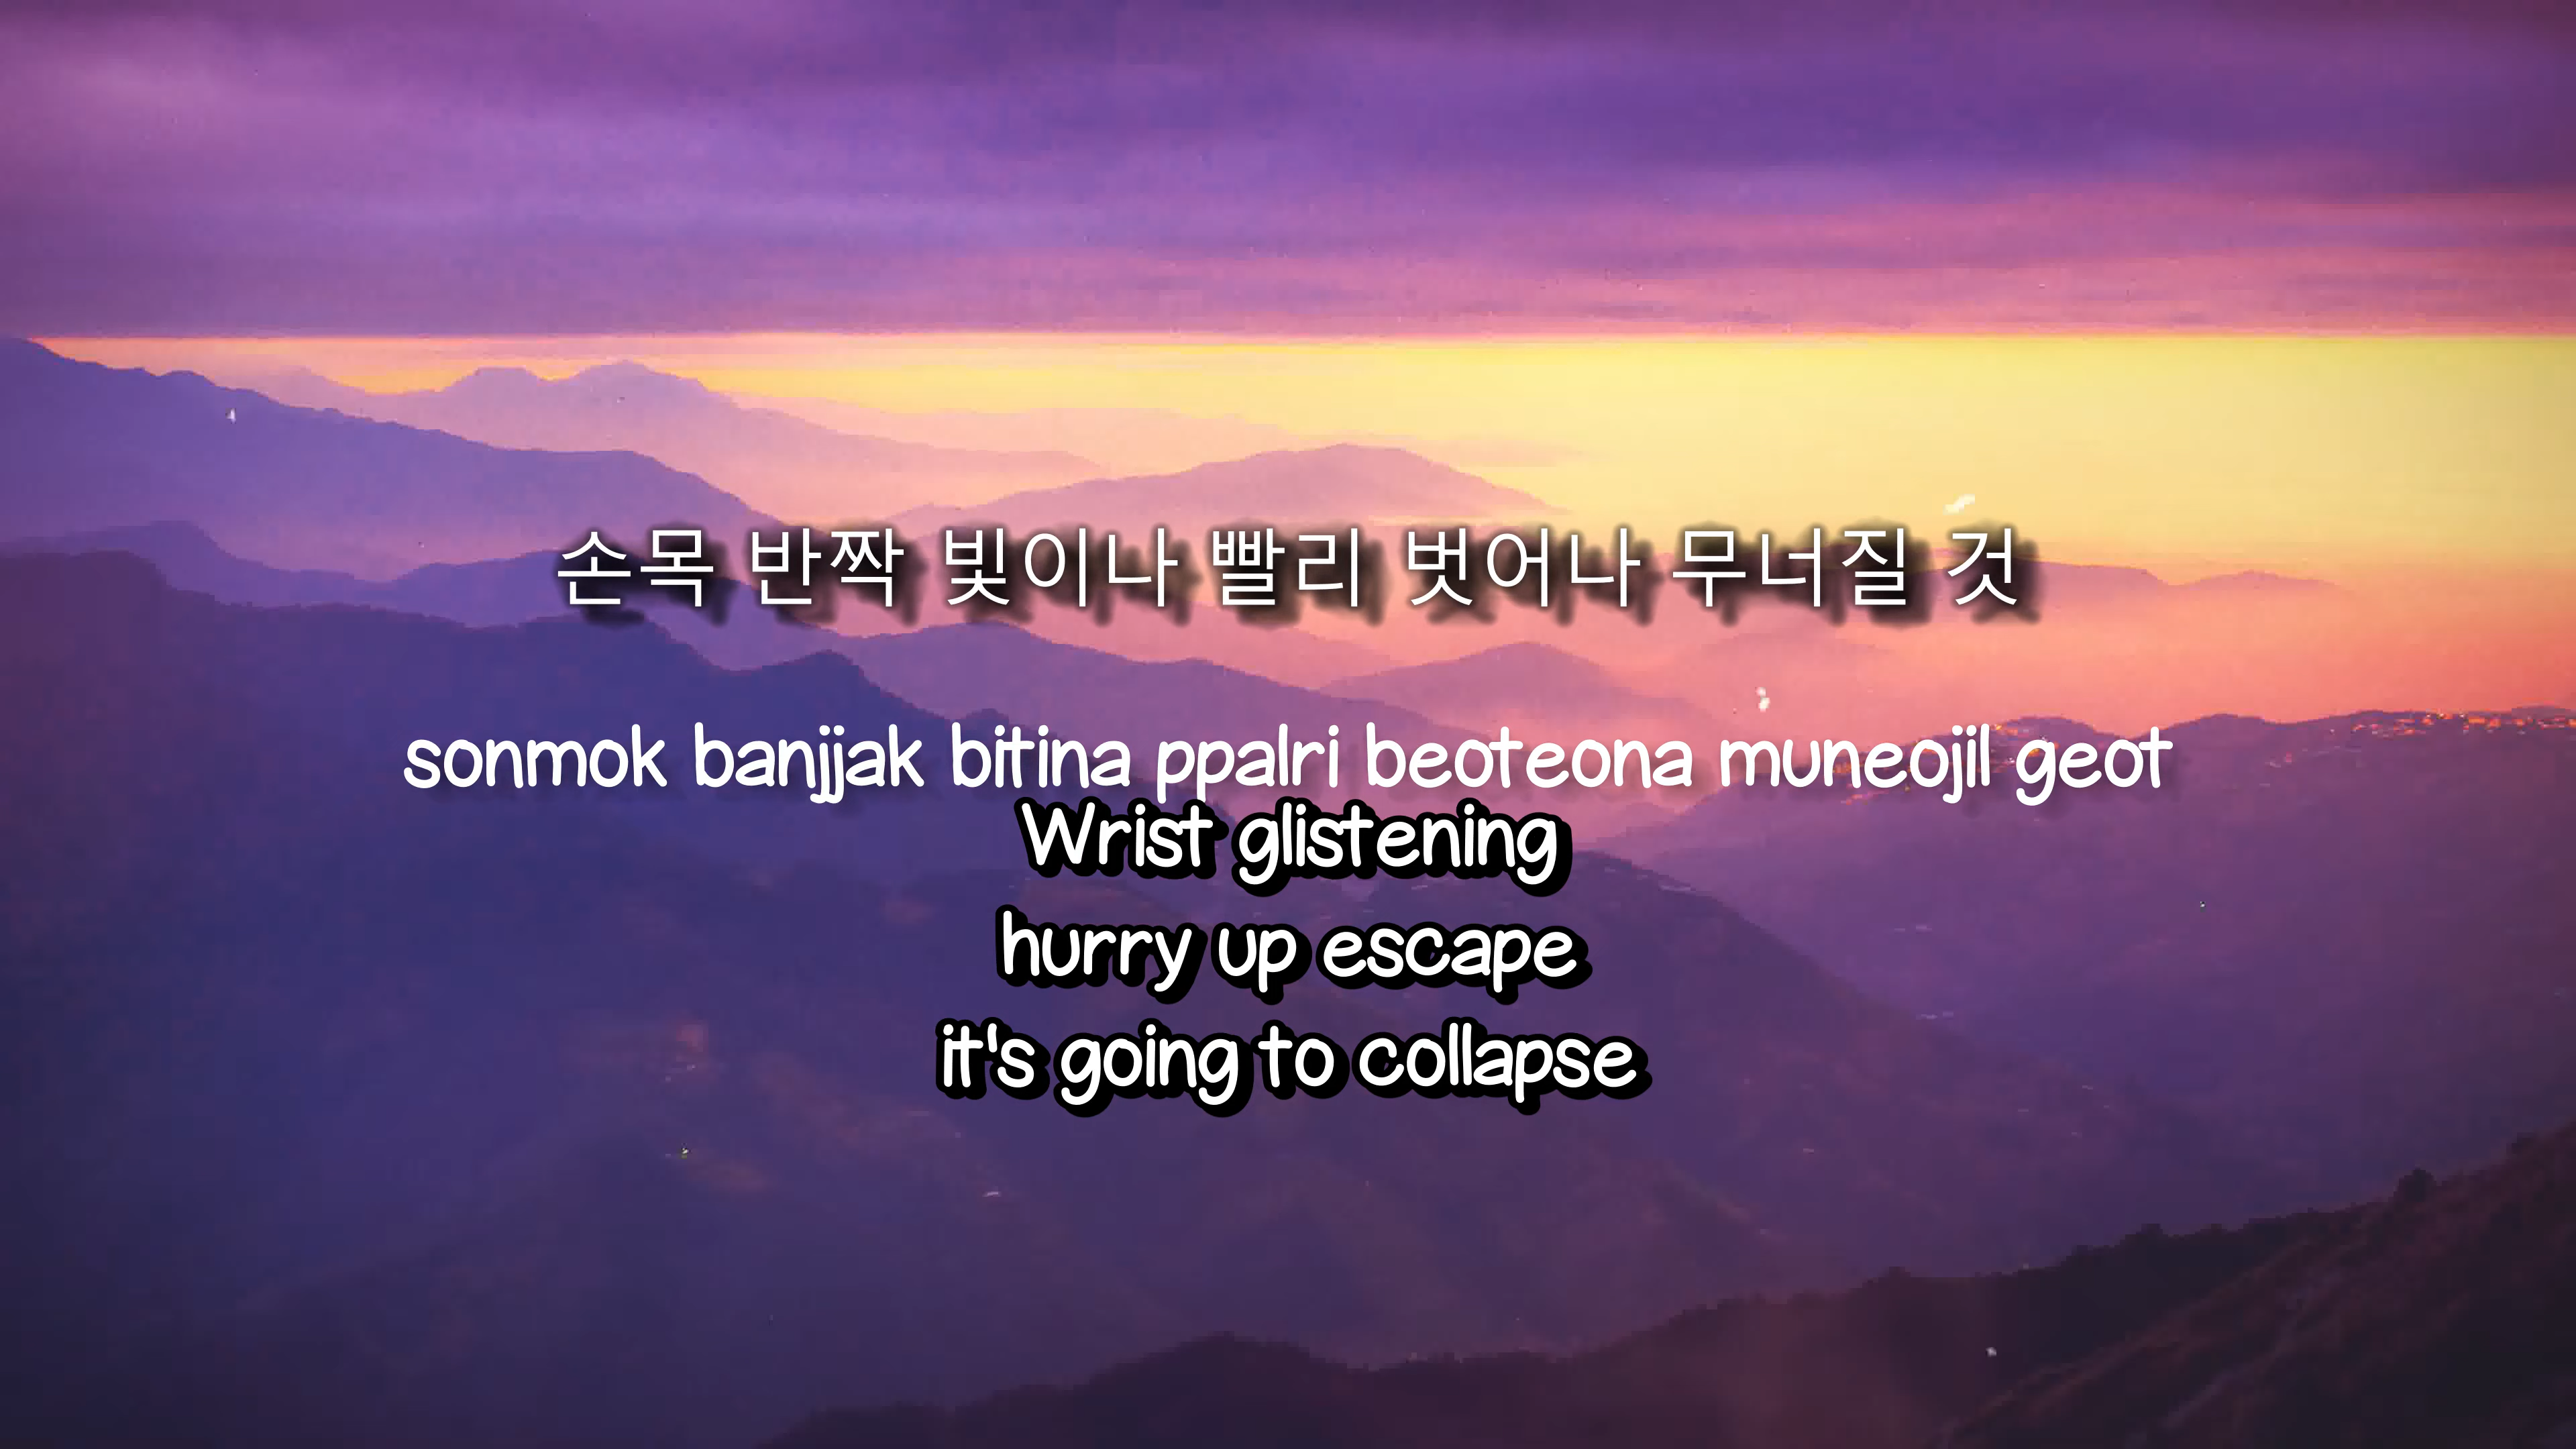 손목 반짝 빛이나 빨리 벗어나 무너질 것
sonmok banjjak bitina ppalri beoteona muneojil geot
Wrist glistening
hurry up escape
it's going to collapse